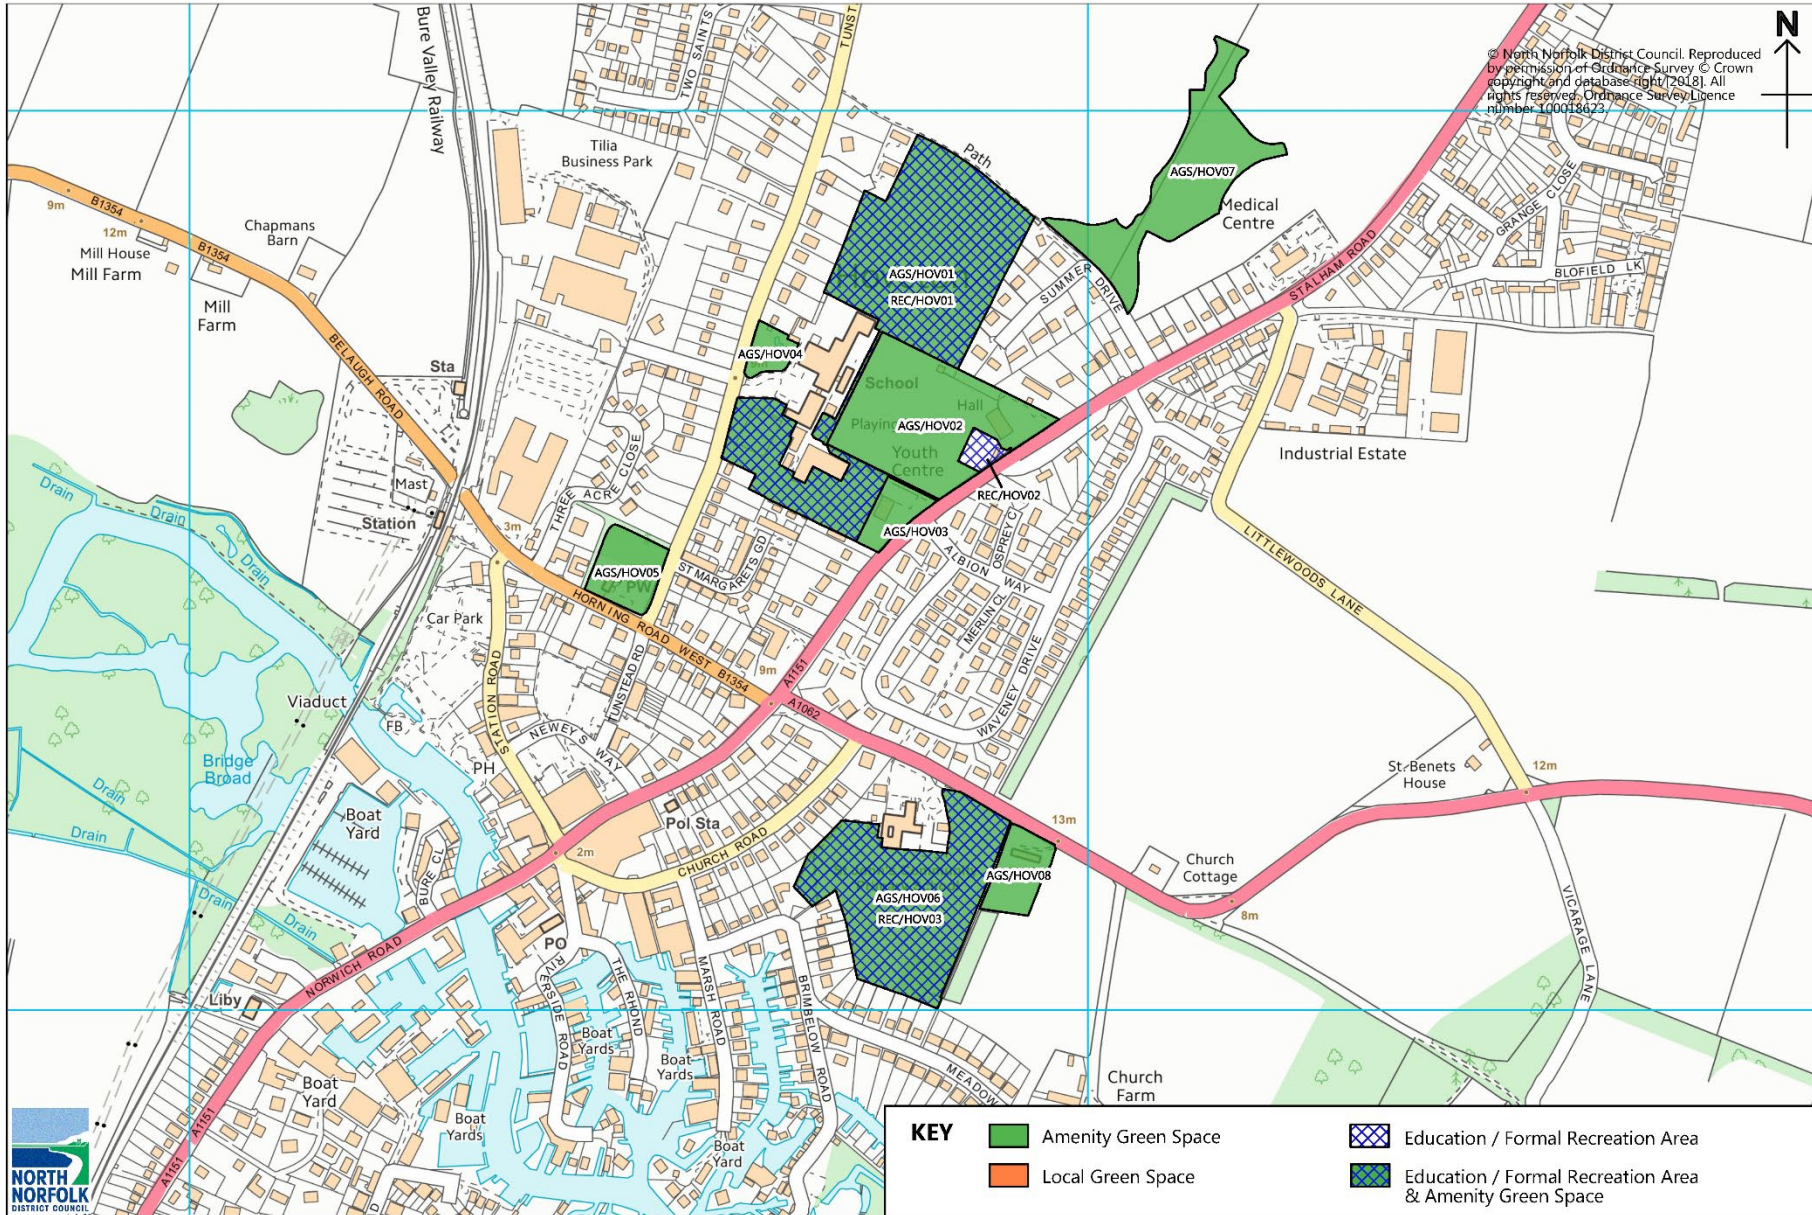 Bure Valley Railway
TWO SAINTS
TUNST
N
© North Norfolk District Council. Reproduced
by permission of Ordnance Survey © Crown
copyright and database right [2018]. All
rights reserved. Ordnance Survey Licence
number 100018623.
Tilia
Business Park
Path
AGS/HOV07
Medical
Centre
GRANGE CLOSE
BLOFIELD LK
STALHAM ROAD
9m
B1354
12m
Mill House
Mill Farm
B1354
Chapmans
Barn
Mill
Farm
AGS/HOV01
REC/HOV01
SUMMER
DRIVE
BELAUGH ROAD
Sta
AGS/HOV04
School
Hall
Playing
AGS/HOV02
Youth
Centre
REC/HOV02
Industrial Estate
Mast
Station
Drain
Drain
Drain
THREE
ACRE
CLOSE
3m
AGS/HOV03
AGS/HOV05
PW
ST MARGARETS GD
ALBION
WAY
OSPREY C
MERLIN CL
WAVENEY DRIVE
LITTLEWOODS LANE
HORNING ROAD WEST B1354
Car Park
STATION ROAD
TUNSTEAD RD
9m
A1151
A1062
Viaduct
FB
NEWEY S WAY
PH
Bridge
Broad
Drain
Drain
Boat
Yard
BURE CL
Pol Sta
2m
CHURCH ROAD
St Benets
House
12m
13m
Church
Cottage
8m
AGS/HOV08
AGS/HOV06
REC/HOV03
VICARAGE LANE
Drain
Drain
NORWICH ROAD
PO
Liby
RIVERSIDE ROAD
THE RHOND
MARSH ROAD
BRIMBELOW ROAD
Boat
Yards
Boat
Yards
MEADOW
Church
Farm
Boat
Yard
Boat
Yards
Boat
Yard
A1151
A1151
D
NORTH
NORFOLK
DISTRICT COUNCIL
KEY
Amenity Green Space
Local Green Space
Education / Formal Recreation Area
Education / Formal Recreation Area
& Amenity Green Space